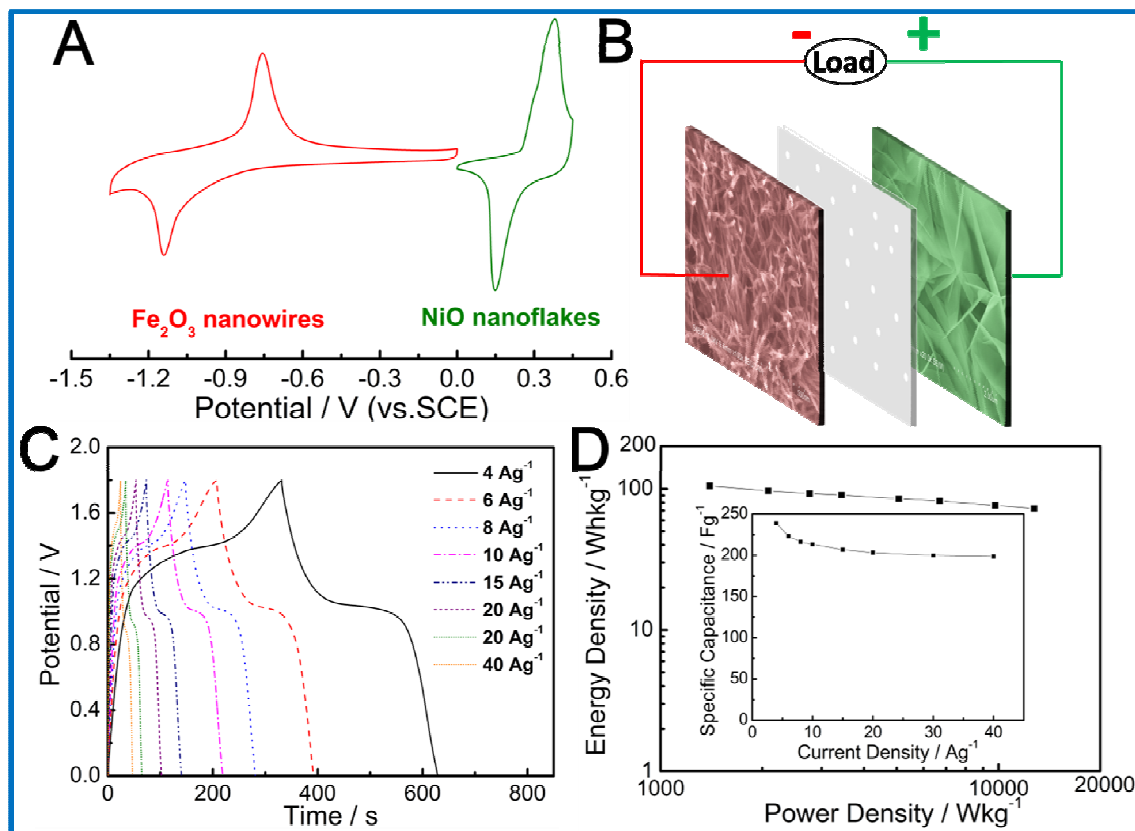 A
Fe2O3 nanowires
NiO nanoflakes
-1.5 -1.2 -0.9 -0.6 -0.3 0.0 0.3 0.6
Potential / V (vs.SCE)
B
- +
Load
C
2.0
1.6
1.2
0.8
0.4
0.0
Potential / V
4 Ag-1
6 Ag-1
8 Ag-1
10 Ag-1
15 Ag-1
20 Ag-1
20 Ag-1
40 Ag-1
0 200 400 600 800
Time / s
D
200
100
10
1
Energy Density / Whkg-1
250
200
150
100
50
0
Specific Capacitance / Fg-1
0 10 20 30 40
Current Density / Ag-1
1000 10000 20000
Power Density / Wkg-1